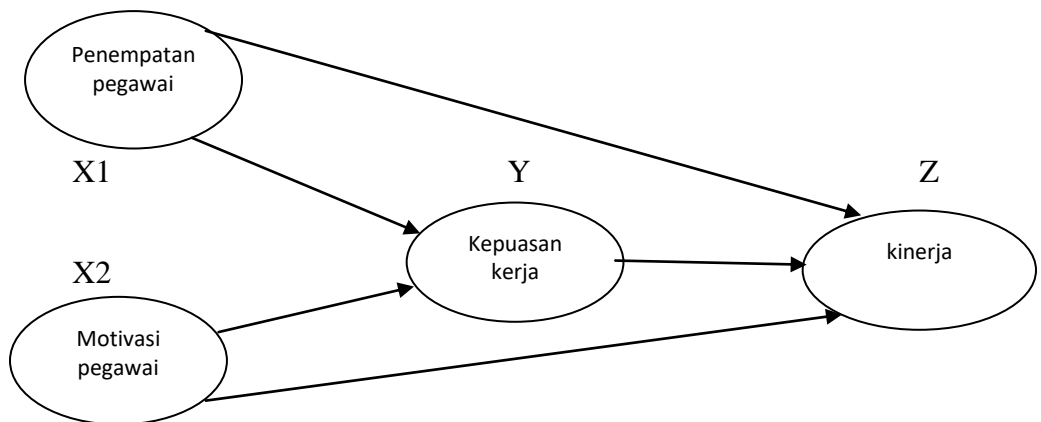 Penempatan
pegawai
X1
Y
Z
Kepuasan
kerja
kinerja
X2
Motivasi
pegawai